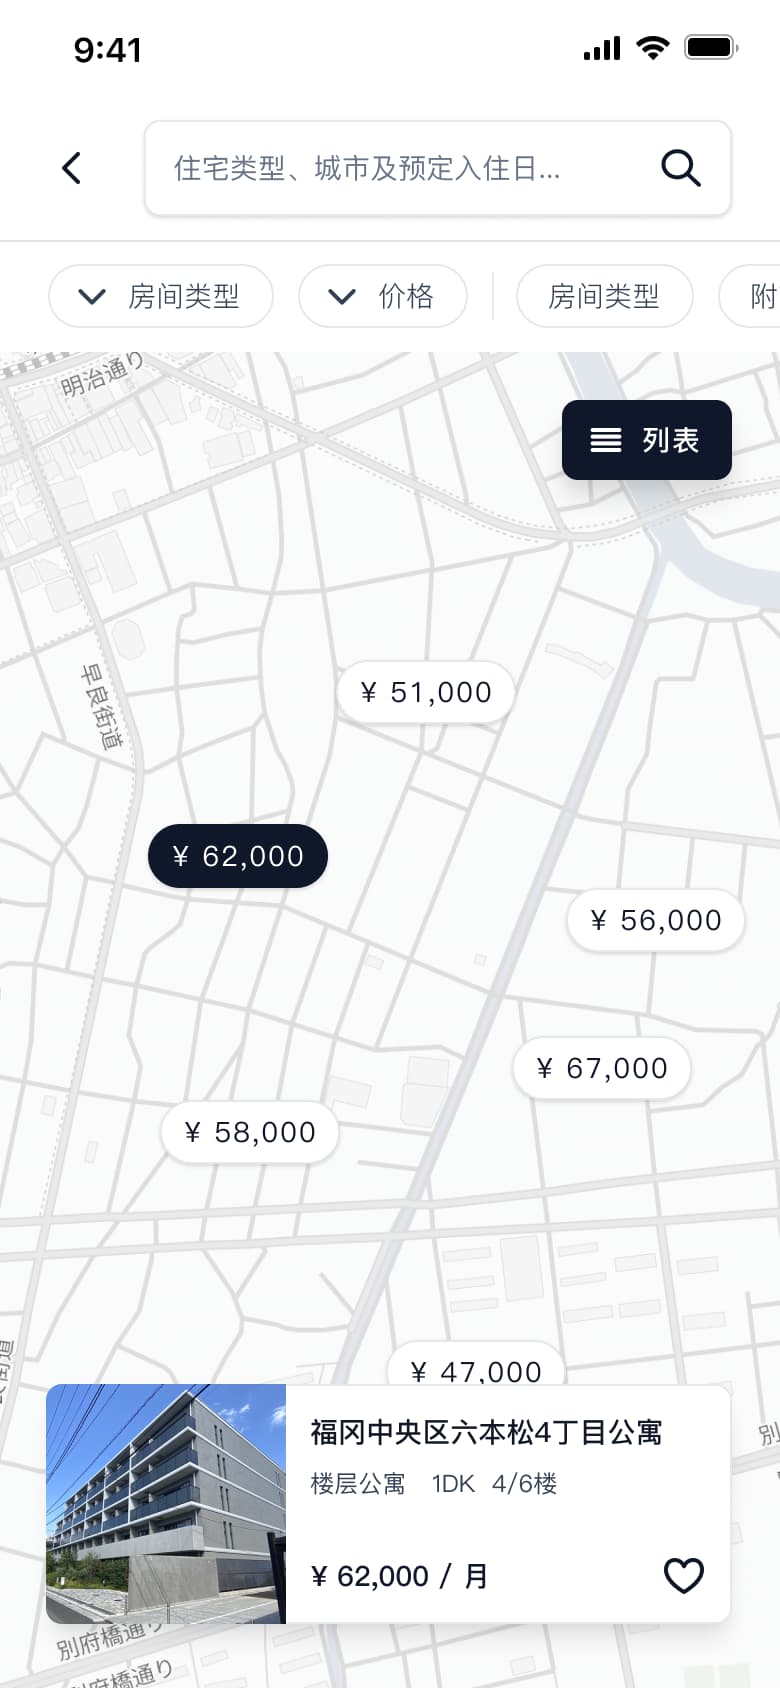 9:41
住宅类型、城市及预定入住日...
房间类型
价格
房间类型
附
明治通り
列表
早良街道
¥ 51,000
¥ 62,000
¥ 56,000
¥ 67,000
¥ 58,000
¥ 47,000
街道
福冈中央区六本松4丁目公寓
楼层公寓 1DK 4/6楼
¥ 62,000 / 月
別
別府橋通り
別府橋通り